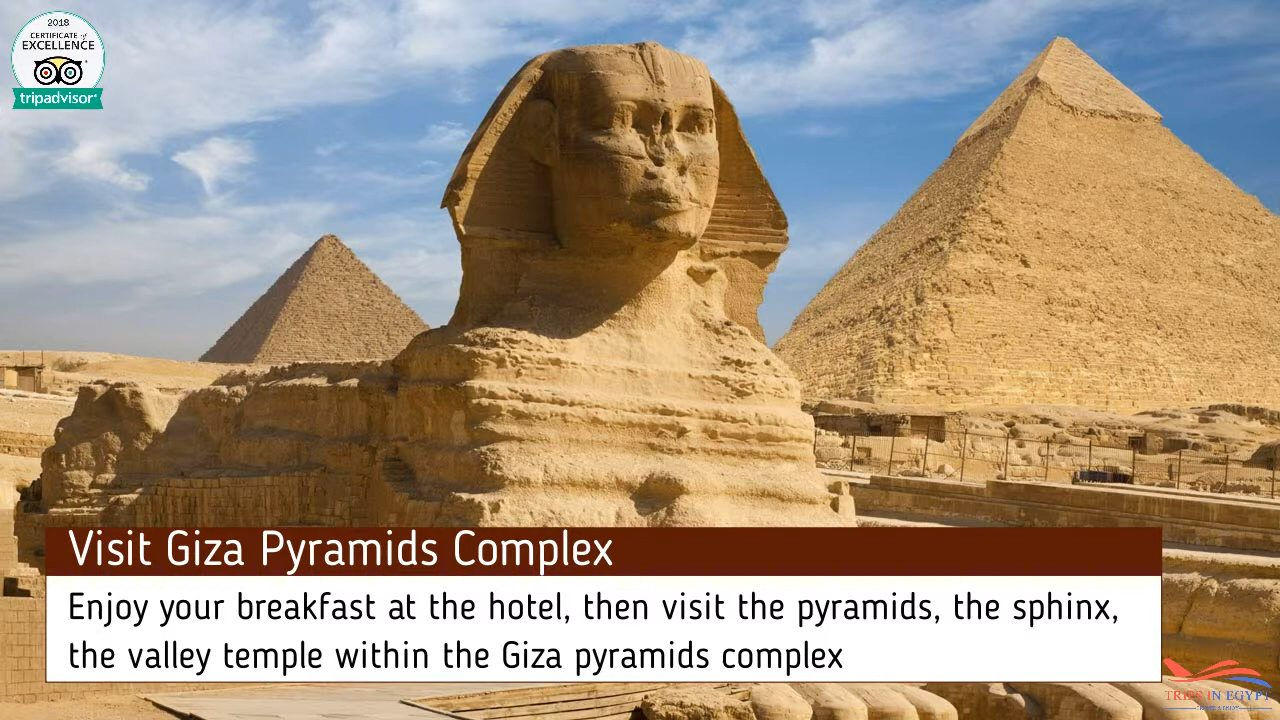 2018
CERTIFICATE of
EXCELLENCE
tripadvisor
Visit Giza Pyramids Complex
Enjoy your breakfast at the hotel, then visit the pyramids, the sphinx,
the valley temple within the Giza pyramids complex
TRIPS IN EGYPT